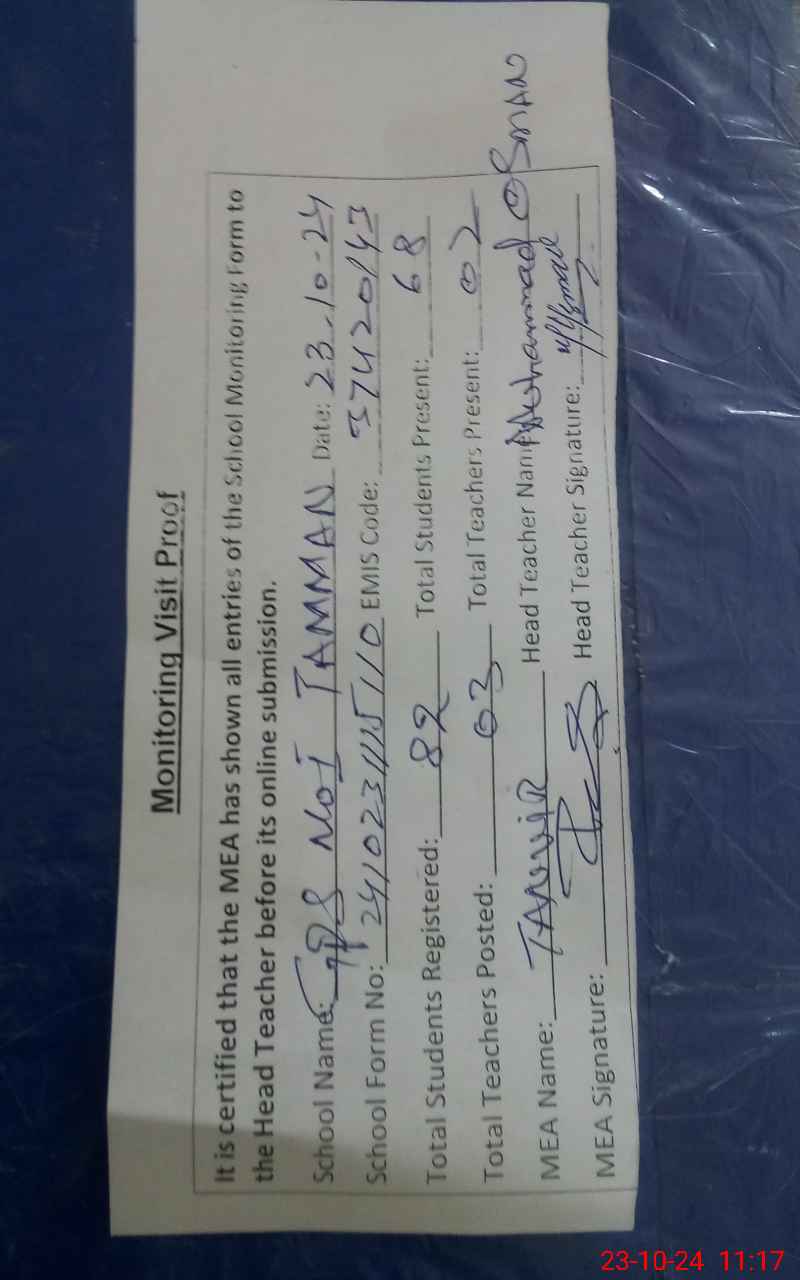 Monitoring Visit Proof
It is certified that the MEA has shown all entries of the School Monitoring Form to
the Head Teacher before its online submission.
School Name: GPS No I TAMMAN Date: 23-10-24
School Form No: 241023111115110 EMIS Code: 37420143
Total Students Registered: 82 Total Students Present: 68
Total Teachers Posted: 03 Total Teachers Present: 02
MEA Name: TANVIR Head Teacher Name Muhammad OSMAN
MEA Signature: Head Teacher Signature:
23-10-24 11:17